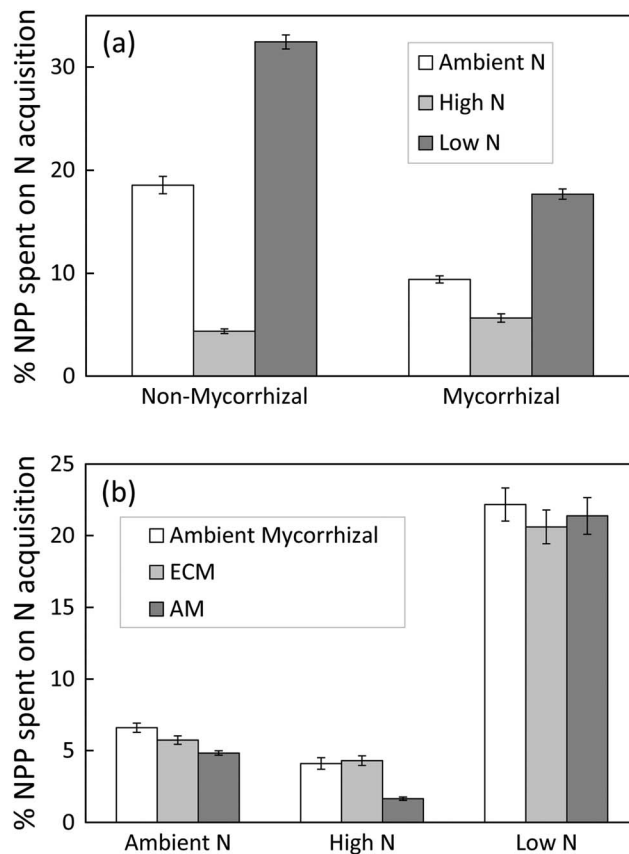 (a)
% NPP spent on N acquisition
30
20
10
0
Ambient N
High N
Low N
Non-Mycorrhizal Mycorrhizal
(b)
% NPP spent on N acquisition
25
20
15
10
5
0
Ambient Mycorrhizal
ECM
AM
Ambient N High N Low N